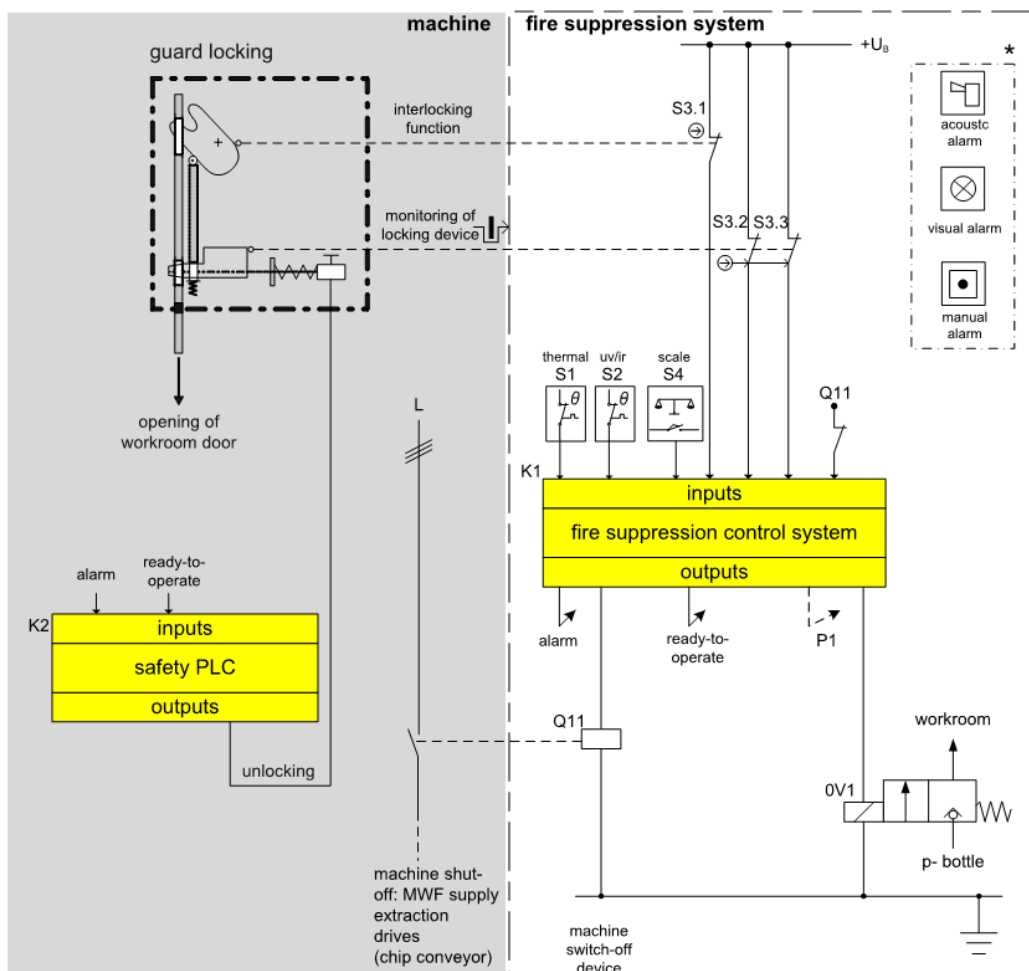 machine
fire suppression system
guard locking
+U_B
*
interlocking
function
S3.1
acoustc
alarm
monitoring of
locking device
S3.2
S3.3
visual alarm
manual
alarm
opening of
workroom door
L
thermal
S1
θ
uv/ir
S2
θ
scale
S4
Q11
K1
inputs
fire suppression control system
outputs
alarm
ready-to-
operate
K2
inputs
safety PLC
outputs
unlocking
alarm
ready-to-
operate
P1
Q11
workroom
0V1
p- bottle
machine shut-
off: MWF supply
extraction
drives
(chip conveyor)
machine
switch-off
device